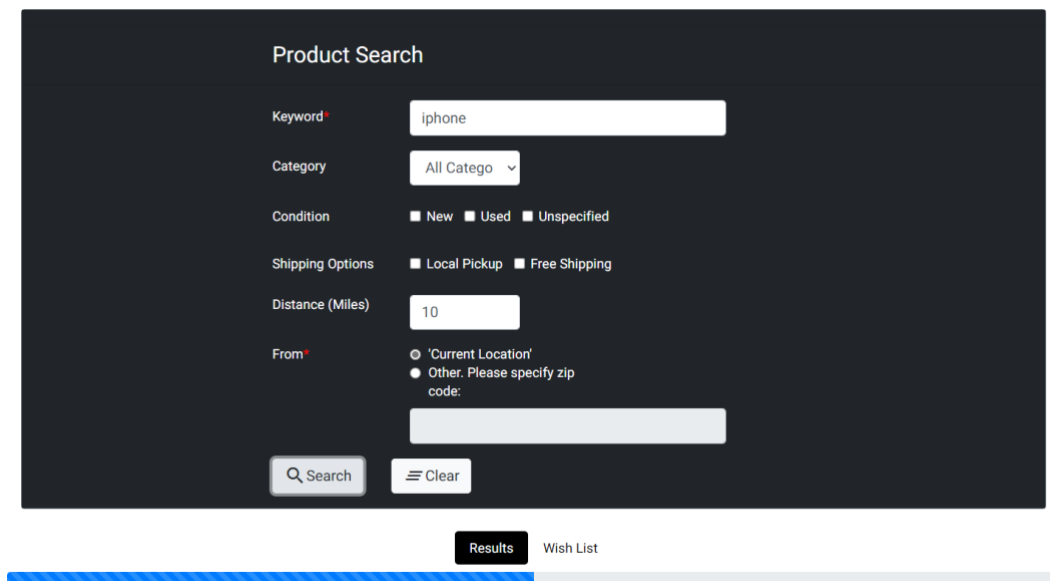 Product Search
Keyword*
iphone
Category
All Catego
Condition
New Used Unspecified
Shipping Options
Local Pickup Free Shipping
Distance (Miles)
10
From*
'Current Location'
Other. Please specify zip
code:
Search Clear
Results Wish List